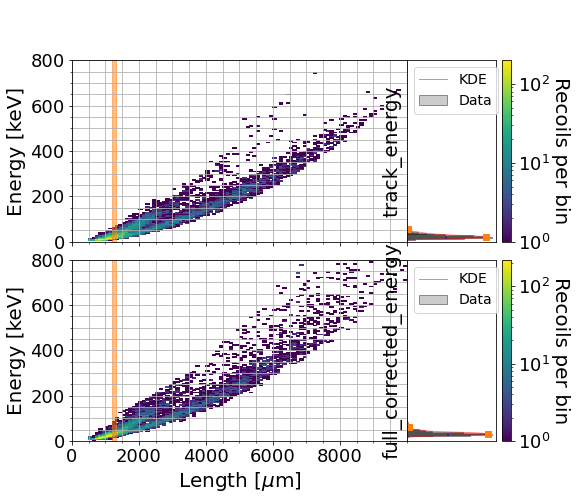 800
600
400
200
0
Energy [keV]
track_energy
KDE
Data
10²
10¹
10⁰
Recoils per bin
800
600
400
200
0
Energy [keV]
full_corrected_energy
KDE
Data
10²
10¹
10⁰
Recoils per bin
0 2000 4000 6000 8000
Length [μm]